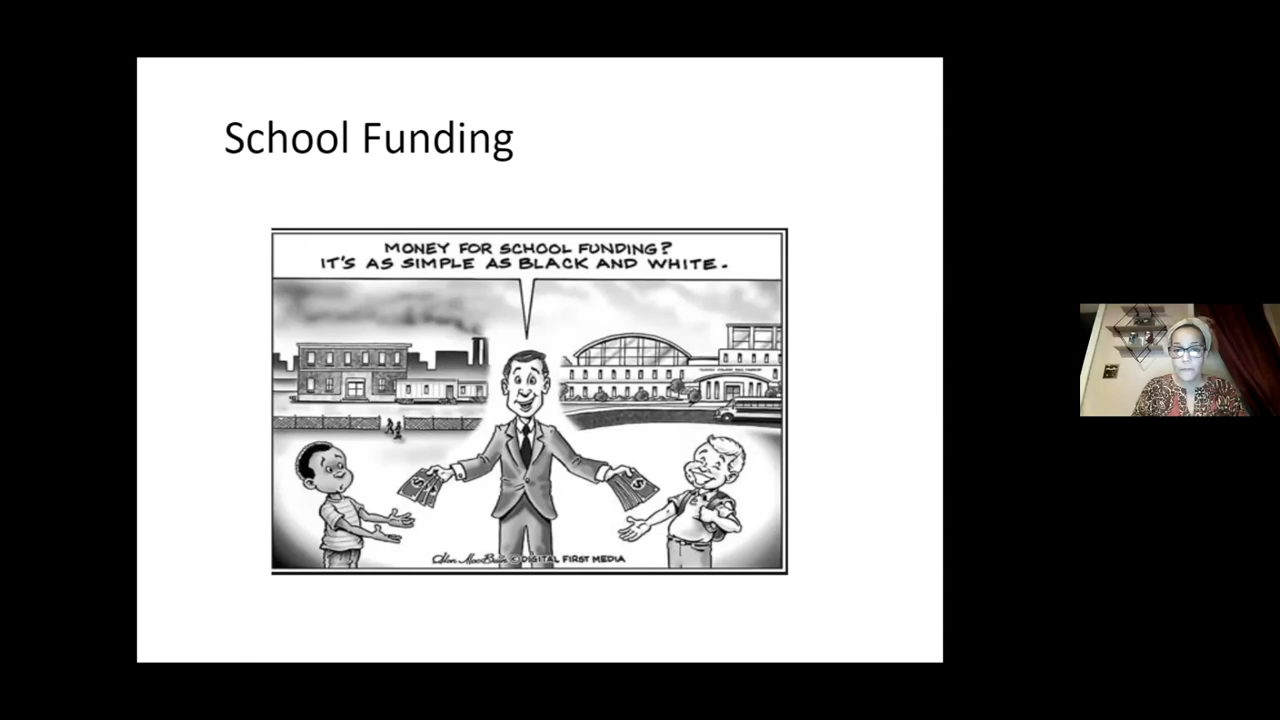 School Funding
MONEY FOR SCHOOL FUNDING?
IT'S AS SIMPLE AS BLACK AND WHITE.
$ $
© DIGITAL FIRST MEDIA